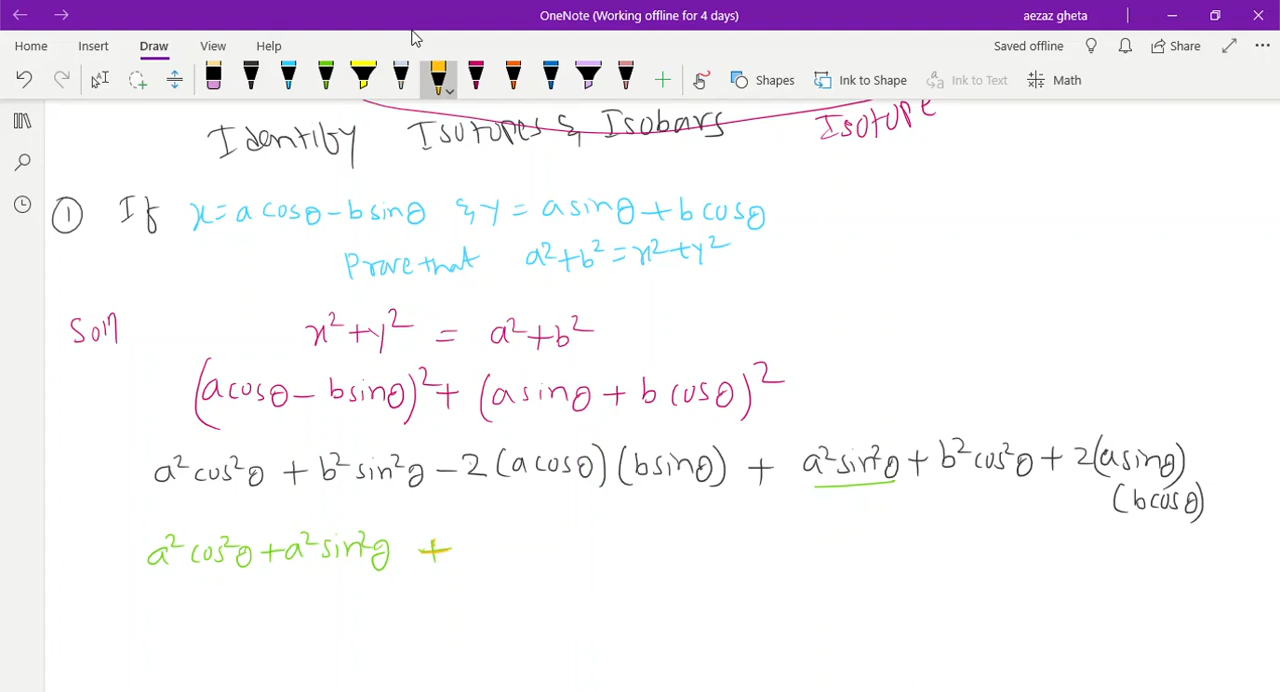 OneNote (Working offline for 4 days)
aezaz gheta
Home Insert Draw View Help
Saved offline Share
Shapes Ink to Shape Ink to Text Math
Identify Isotopes & Isobars Isotope
① If x = a cosθ - b sinθ & y = a sinθ + b cosθ
Prove that a² + b² = x² + y²
Solⁿ x² + y² = a² + b²
(a cosθ - b sinθ)² + (a sinθ + b cosθ)²
a² cos²θ + b² sin²θ - 2 (a cosθ) (b sinθ) + a² sin²θ + b² cos²θ + 2 (a sinθ)
(b cosθ)
a² cos²θ + a² sin²θ +